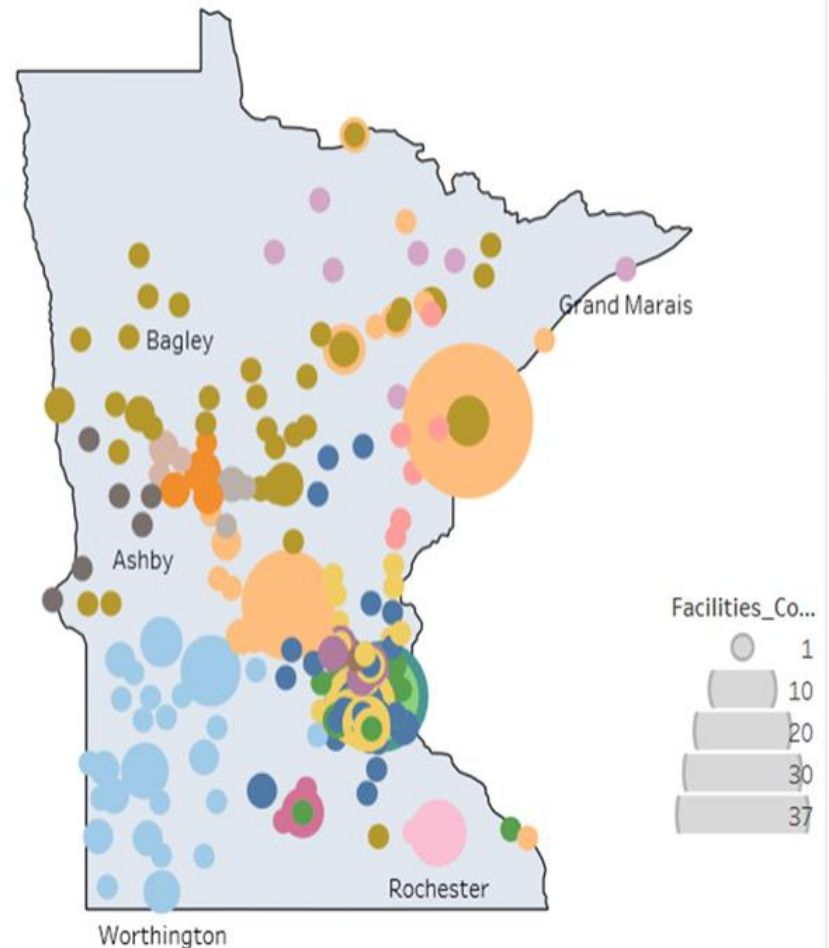 Grand Marais
Bagley
Ashby
Facilities_Co...
1
10
20
30
37
Rochester
Worthington